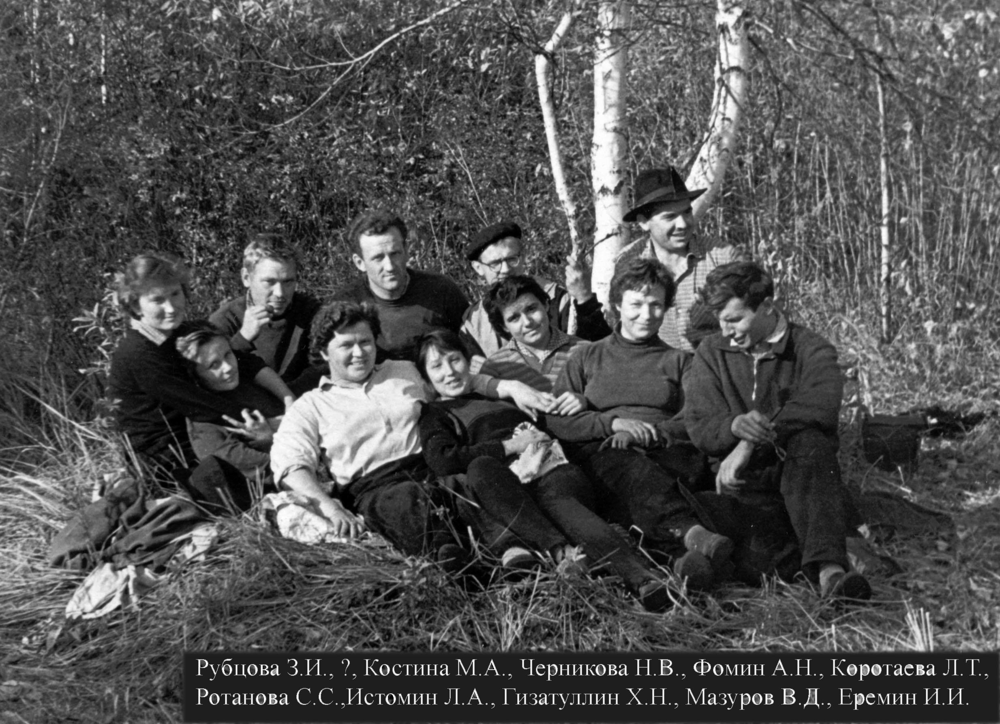 Рубцова З.И., ?, Костина М.А., Черникова Н.В., Фомин А.Н., Коротаева Л.Т.,
Ротанова С.С.,Истомин Л.А., Гизатуллин Х.Н., Мазуров В.Д., Еремин И.И.